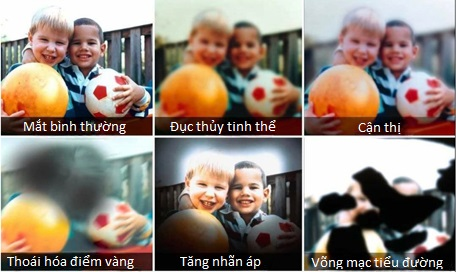 Mắt bình thường
Đục thủy tinh thể
Cận thị
Thoái hóa điểm vàng
Tăng nhãn áp
Võng mạc tiểu đường